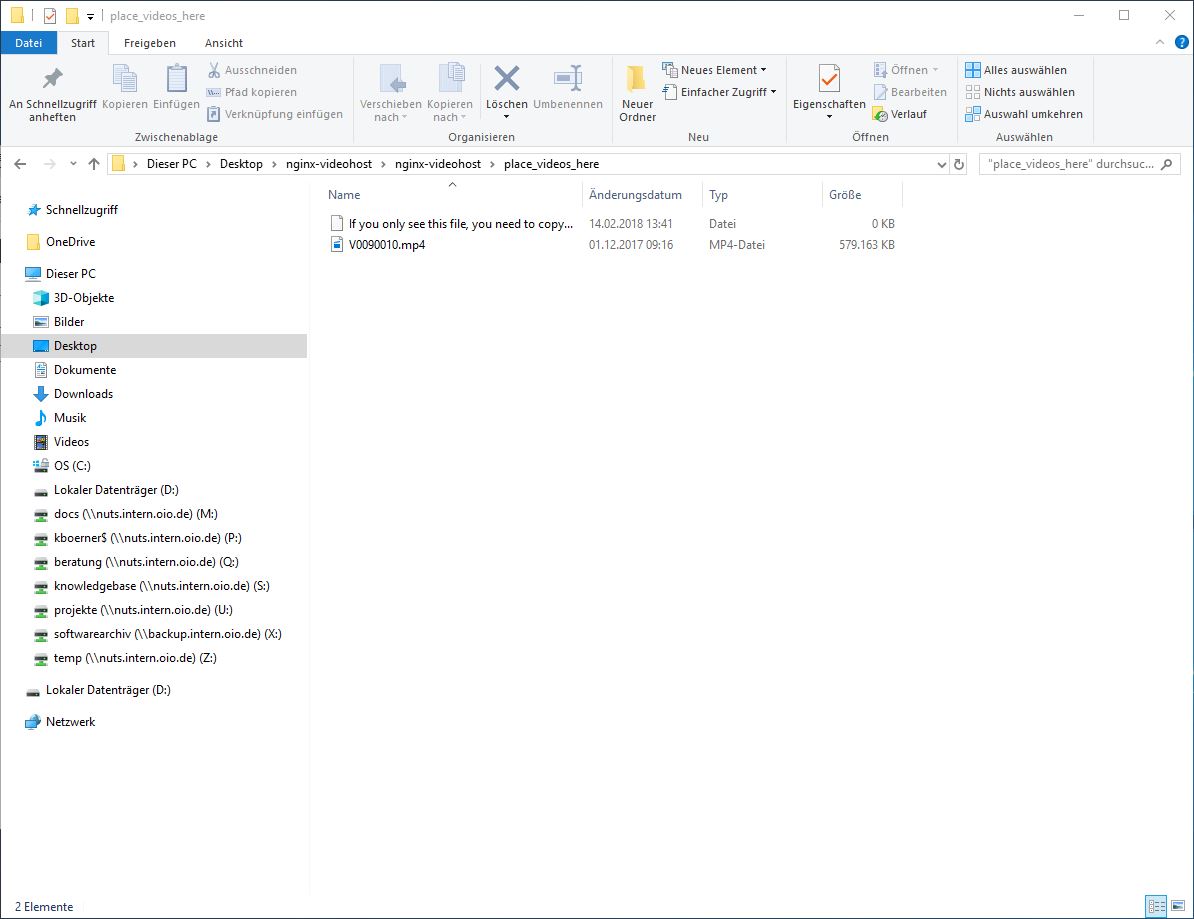 place_videos_here
Datei Start Freigeben Ansicht
An Schnellzugriff anheften
Kopieren
Einfügen
Ausschneiden
Pfad kopieren
Verknüpfung einfügen
Zwischenablage
Verschieben nach
Kopieren nach
Löschen
Umbenennen
Organisieren
Neuer Ordner
Neues Element
Einfacher Zugriff
Neu
Eigenschaften
Öffnen
Bearbeiten
Verlauf
Öffnen
Alles auswählen
Nichts auswählen
Auswahl umkehren
Auswählen
Dieser PC > Desktop > nginx-videohost > nginx-videohost > place_videos_here
"place_videos_here" durchsuc...
Schnellzugriff
OneDrive
Dieser PC
3D-Objekte
Bilder
Desktop
Dokumente
Downloads
Musik
Videos
OS (C:)
Lokaler Datenträger (D:)
docs (\\nuts.intern.oio.de) (M:)
kboerner$ (\\nuts.intern.oio.de) (P:)
beratung (\\nuts.intern.oio.de) (Q:)
knowledgebase (\\nuts.intern.oio.de) (S:)
projekte (\\nuts.intern.oio.de) (U:)
softwarearchiv (\\backup.intern.oio.de) (X:)
temp (\\nuts.intern.oio.de) (Z:)
Lokaler Datenträger (D:)
Netzwerk
Name Änderungsdatum Typ Größe
If you only see this file, you need to copy... 14.02.2018 13:41 Datei 0 KB
V0090010.mp4 01.12.2017 09:16 MP4-Datei 579.163 KB
2 Elemente